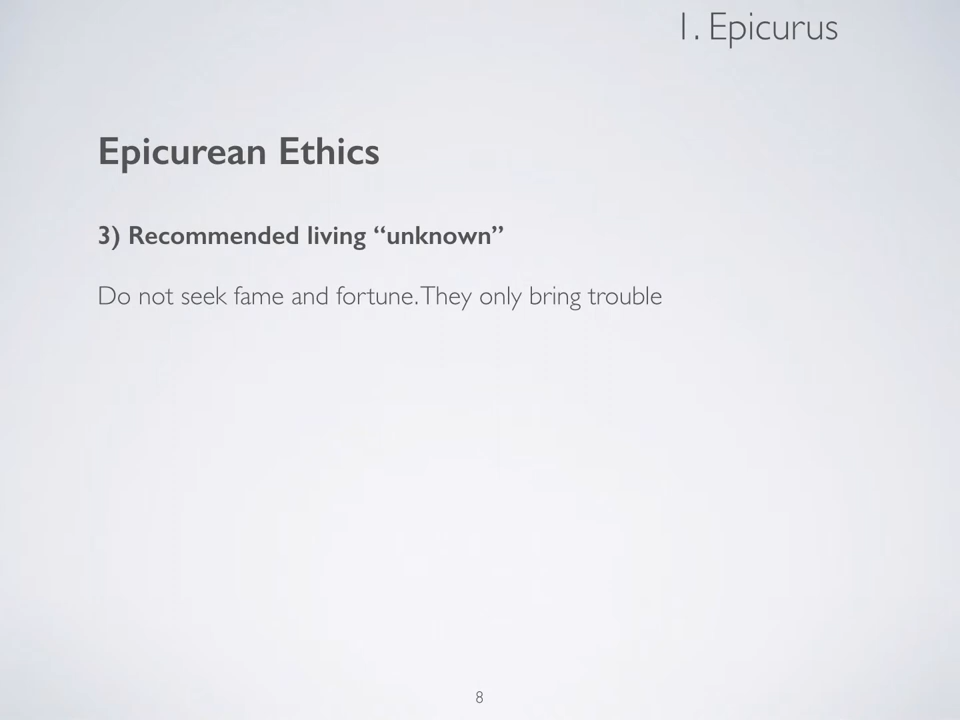 1. Epicurus
Epicurean Ethics
3) Recommended living “unknown”
Do not seek fame and fortune. They only bring trouble
8